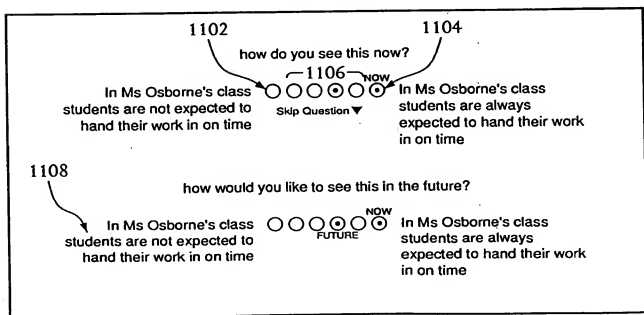 1102
1104
how do you see this now?
1106
NOW
In Ms Osborne's class
students are not expected to
hand their work in on time
Skip Question ▼
In Ms Osborne's class
students are always
expected to hand their work
in on time
1108
how would you like to see this in the future?
NOW
In Ms Osborne's class
students are not expected to
hand their work in on time
FUTURE
In Ms Osborne's class
students are always
expected to hand their work
in on time